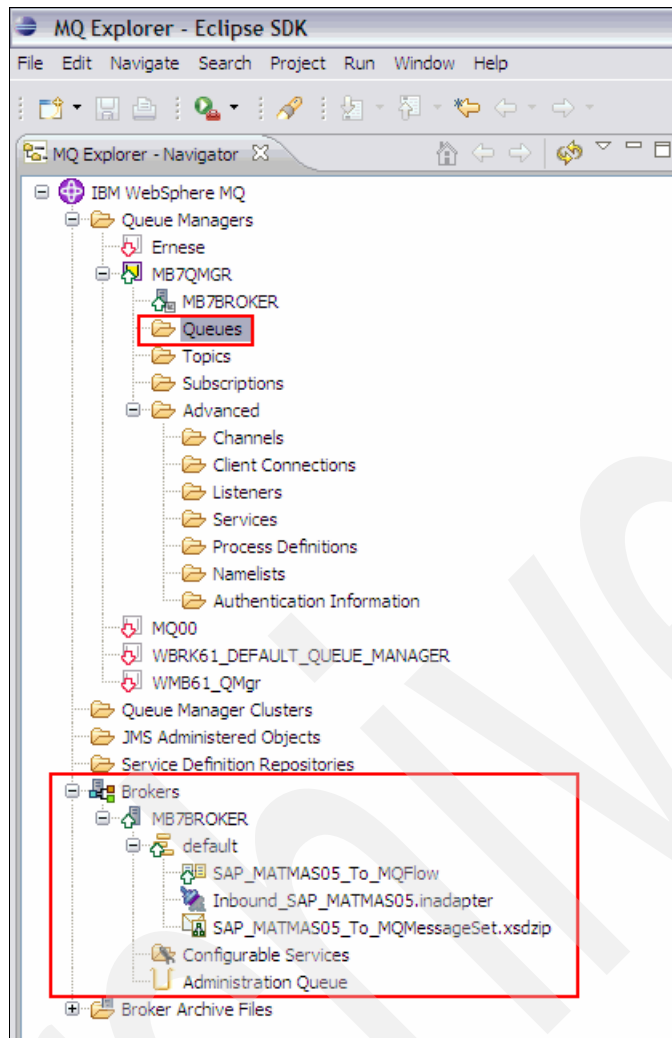 MQ Explorer - Eclipse SDK
File Edit Navigate Search Project Run Window Help
MQ Explorer - Navigator
IBM WebSphere MQ
Queue Managers
Ernese
MB7QMGR
MB7BROKER
Queues
Topics
Subscriptions
Advanced
Channels
Client Connections
Listeners
Services
Process Definitions
Namelists
Authentication Information
MQ00
WBRK61_DEFAULT_QUEUE_MANAGER
WMB61_QMgr
Queue Manager Clusters
JMS Administered Objects
Service Definition Repositories
Brokers
MB7BROKER
default
SAP_MATMAS05_To_MQFlow
Inbound_SAP_MATMAS05.inadapter
SAP_MATMAS05_To_MQMessageSet.xsdzip
Configurable Services
Administration Queue
Broker Archive Files